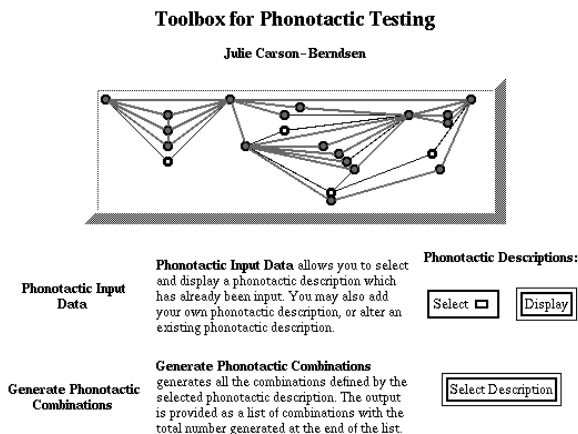 Toolbox for Phonotactic Testing
Julie Carson-Berndsen
Phonotactic Input
Data
Phonotactic Input Data allows you to select
and display a phonotactic description which
has already been input. You may also add
your own phonotactic description, or alter an
existing phonotactic description.
Phonotactic Descriptions:
Select
Display
Generate Phonotactic
Combinations
Generate Phonotactic Combinations
generates all the combinations defined by the
selected phonotactic description. The output
is provided as a list of combinations with the
total number generated at the end of the list.
Select Description